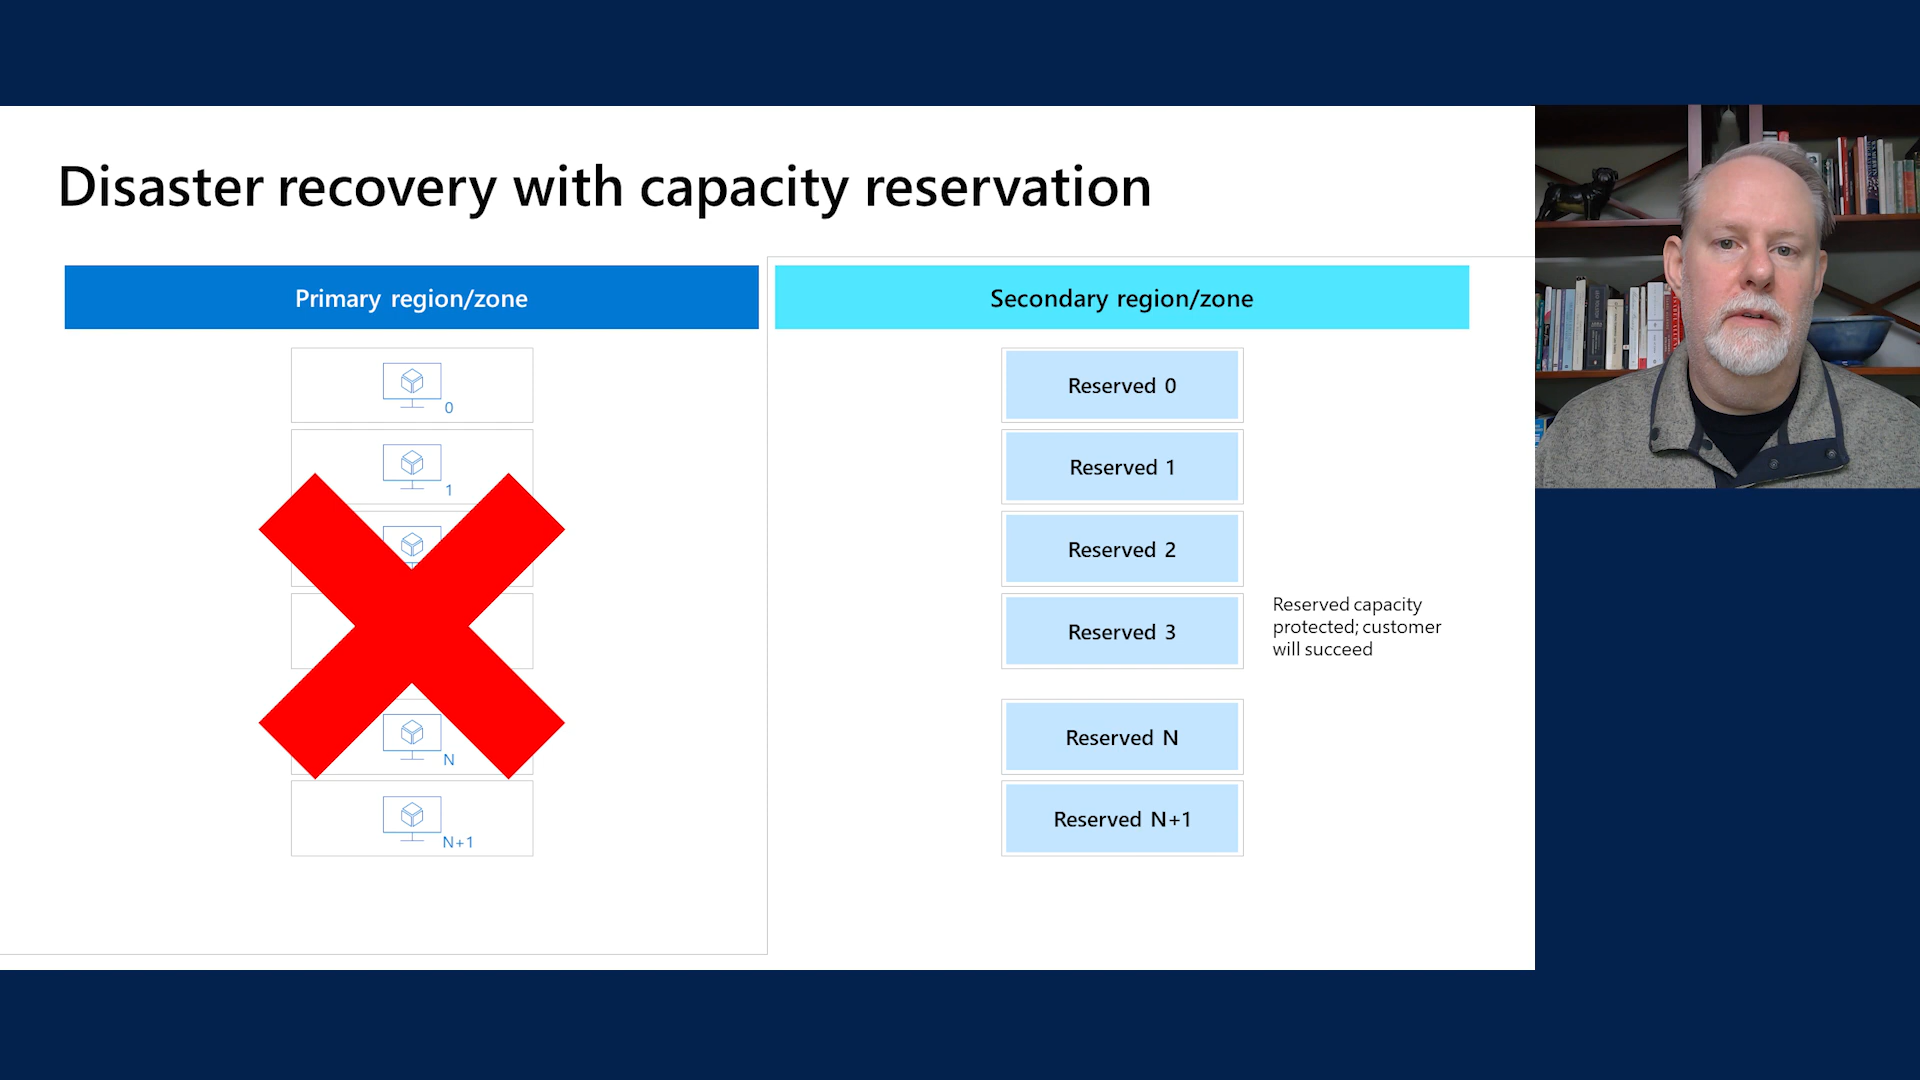 Disaster recovery with capacity reservation
Primary region/zone
0
1
N
N+1
Secondary region/zone
Reserved 0
Reserved 1
Reserved 2
Reserved 3
Reserved N
Reserved N+1
Reserved capacity
protected; customer
will succeed